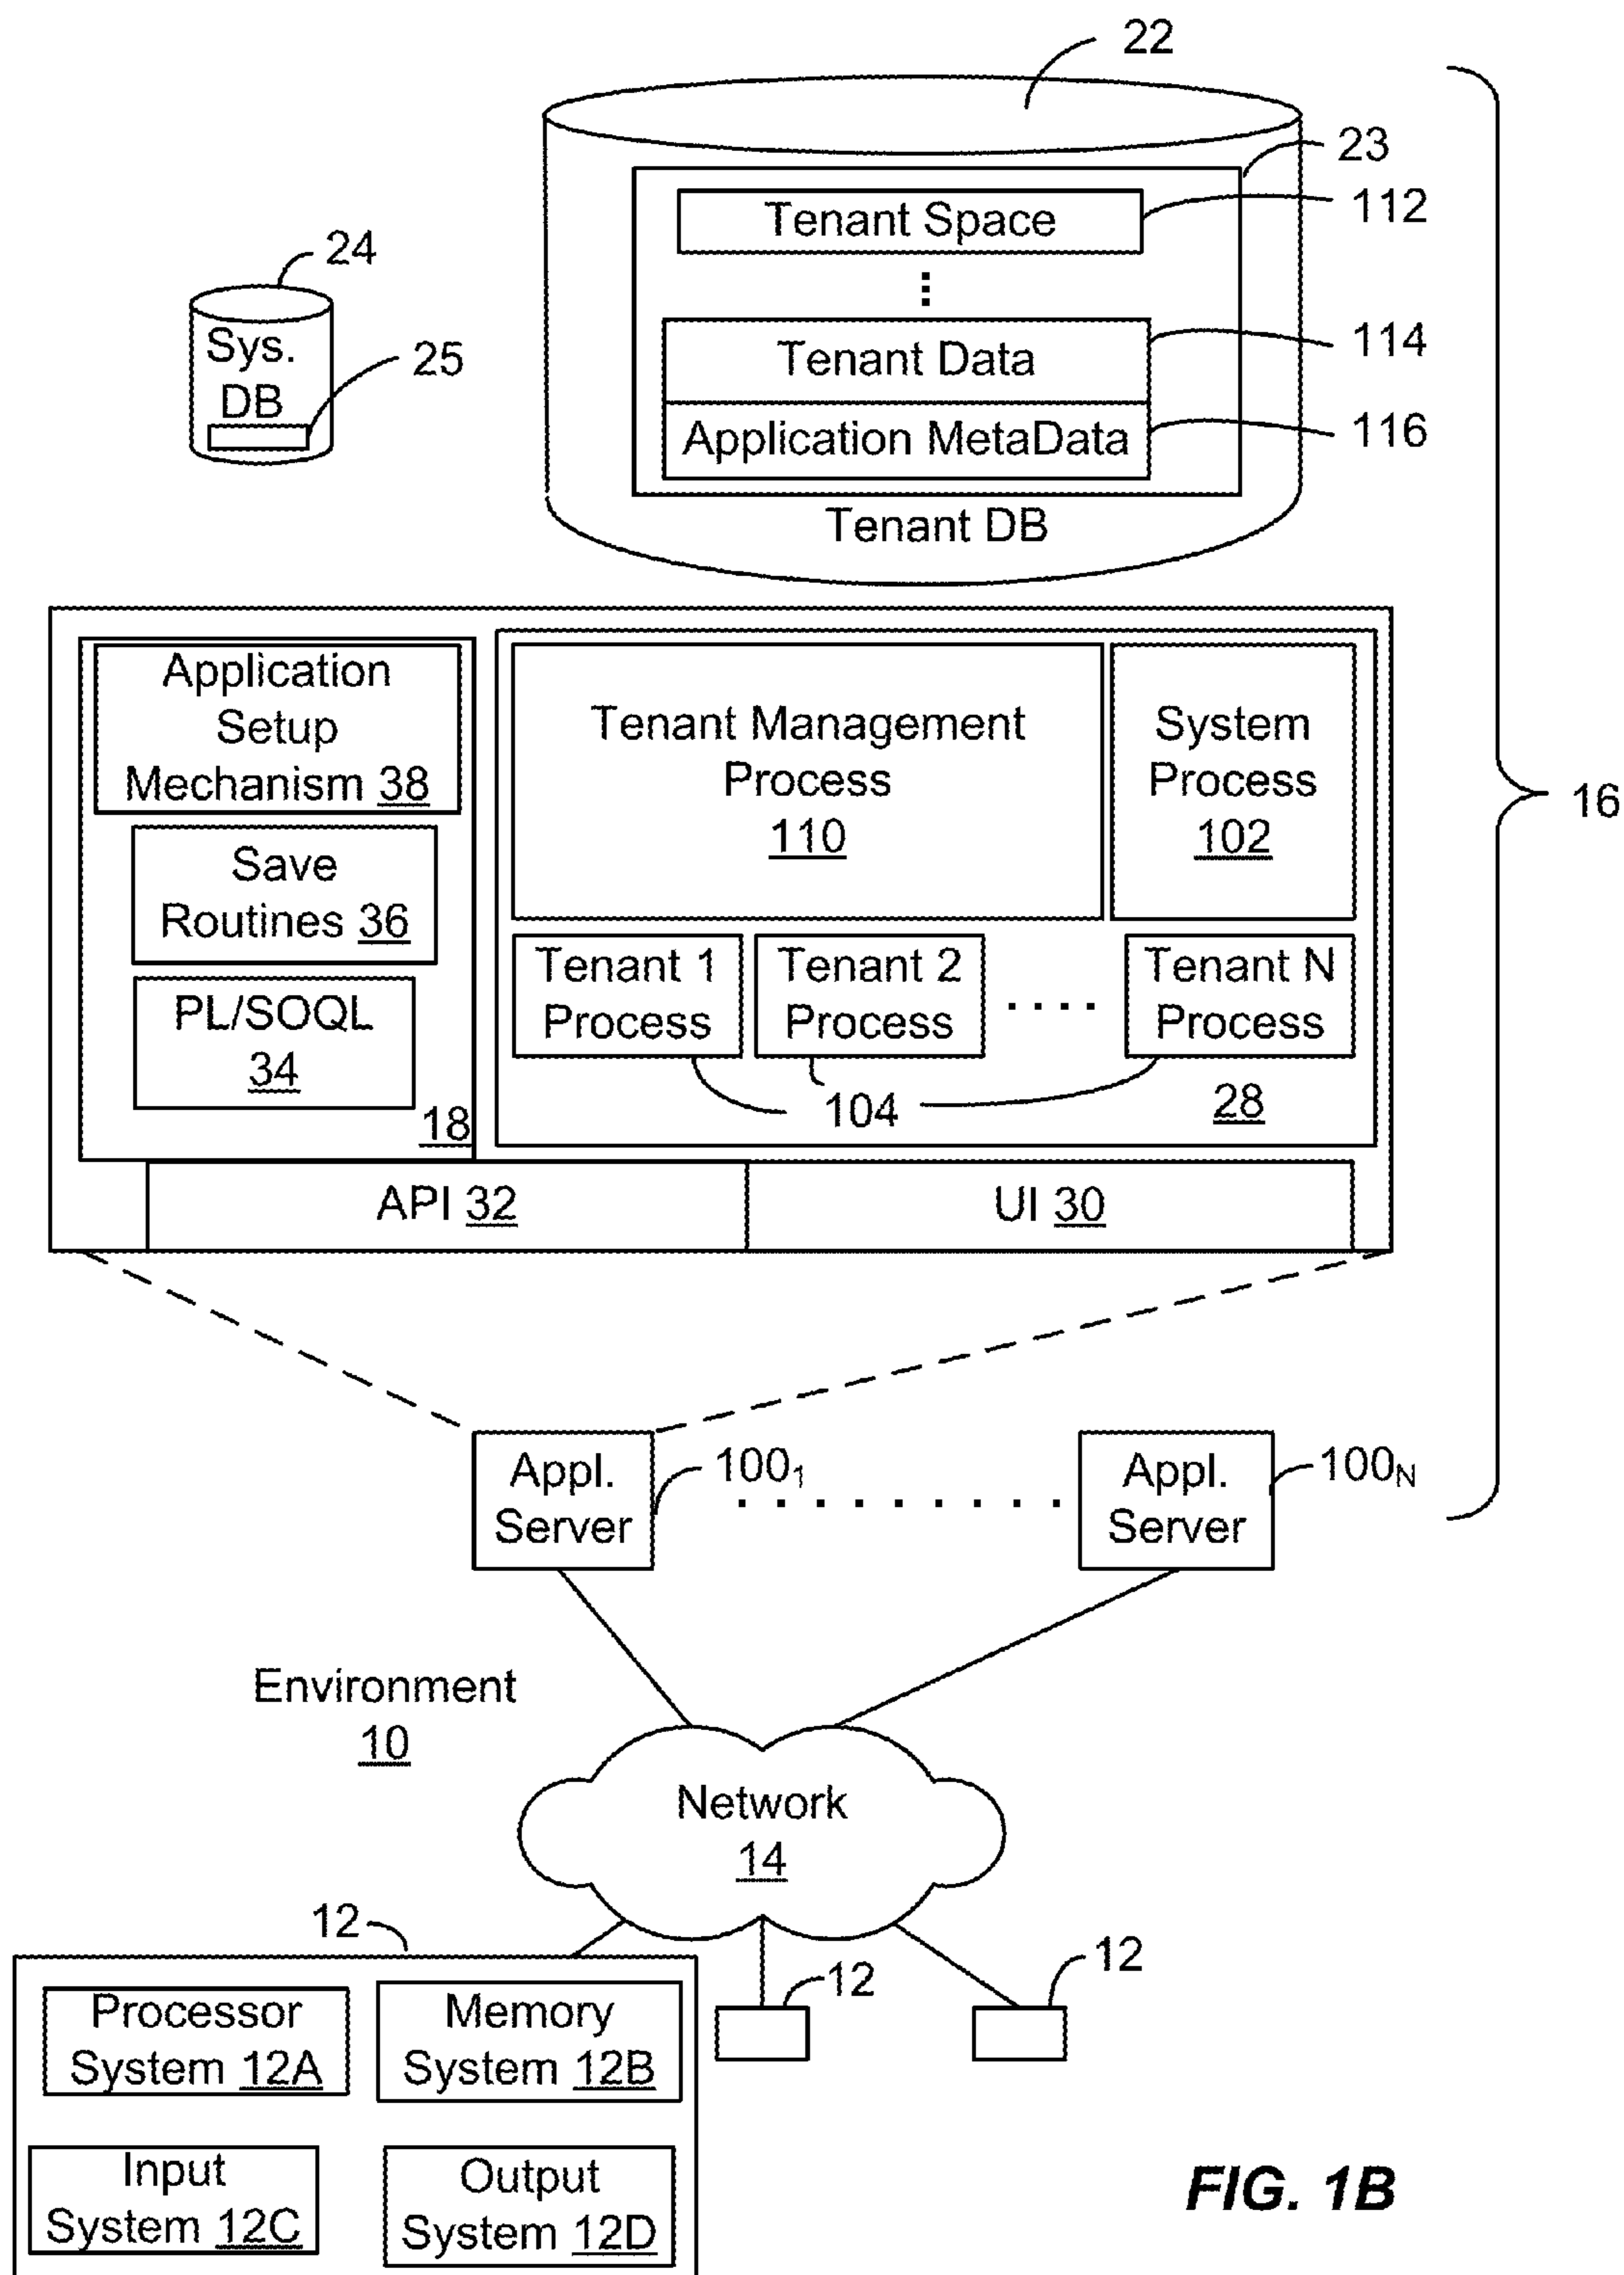 22
23
Tenant Space
112
24
Sys.
DB
25
Tenant Data
114
Application MetaData
116
Tenant DB
Application
Setup
Mechanism 38
Tenant Management
Process
110
System
Process
102
16
Save
Routines 36
Tenant 1
Process
Tenant 2
Process
Tenant N
Process
PL/SOQL
34
104
28
18
API 32
UI 30
Appl.
Server
100₁
Appl.
Server
100N
Environment
10
Network
14
12
12
12
Processor
System 12A
Memory
System 12B
Input
System 12C
Output
System 12D
FIG. 1B